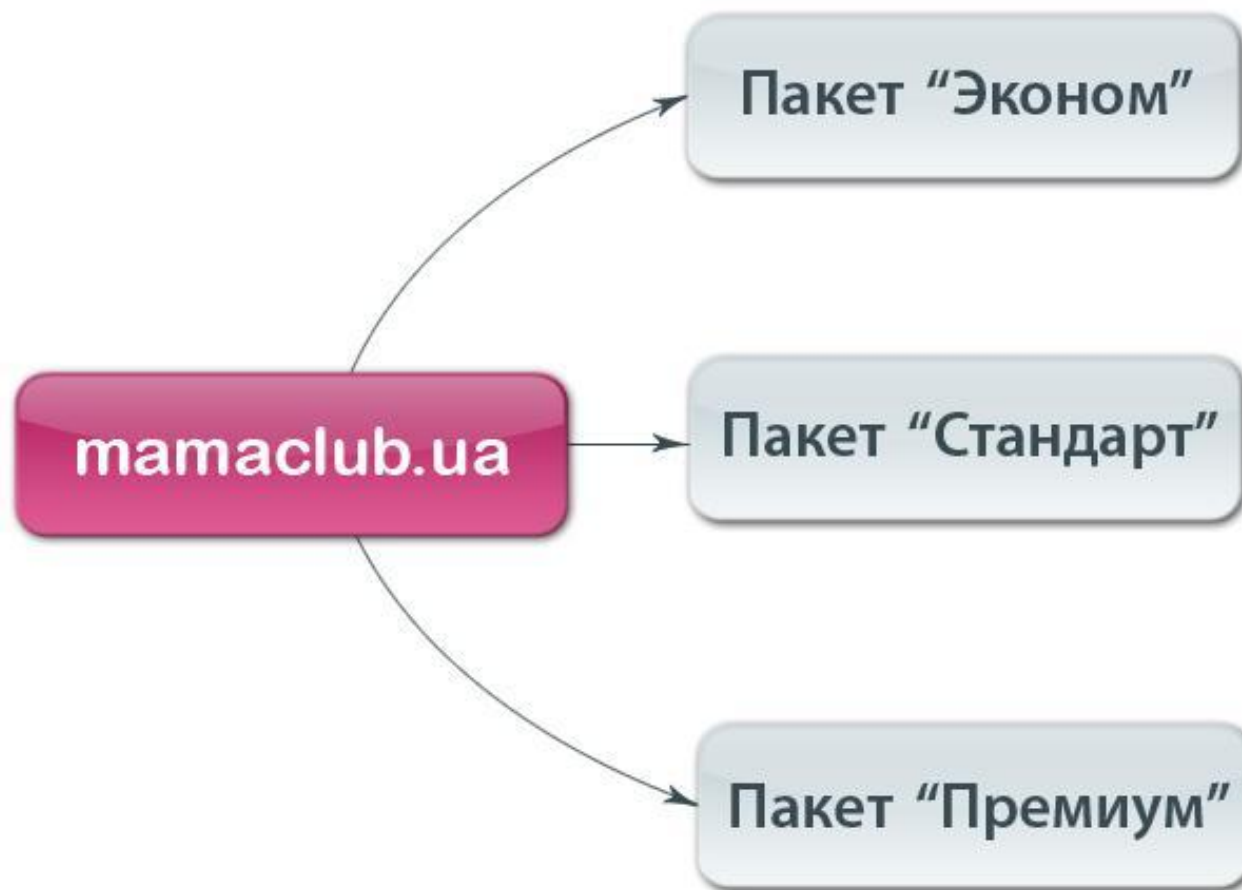 Пакет “Эконом”
mamaclub.ua
Пакет “Стандарт”
Пакет “Премиум”